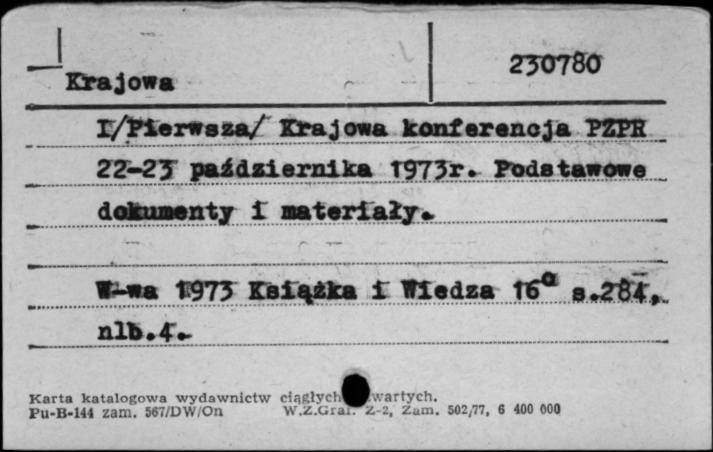 230780
Krajowa
I/Pierwsza/ Krajowa konferencja PZPR
22-23 października 1973r. Podstawowe
dokumenty i materiały.
W-wa 1973 Książka i Wiedza 16° s.284,
nlb.4.-
Karta katalogowa wydawnictw ciągłych wartych.
Pu-B-144 zam. 567/DW/On W.Z.Graf. Z-2, Zam. 502/77, 6 400 000